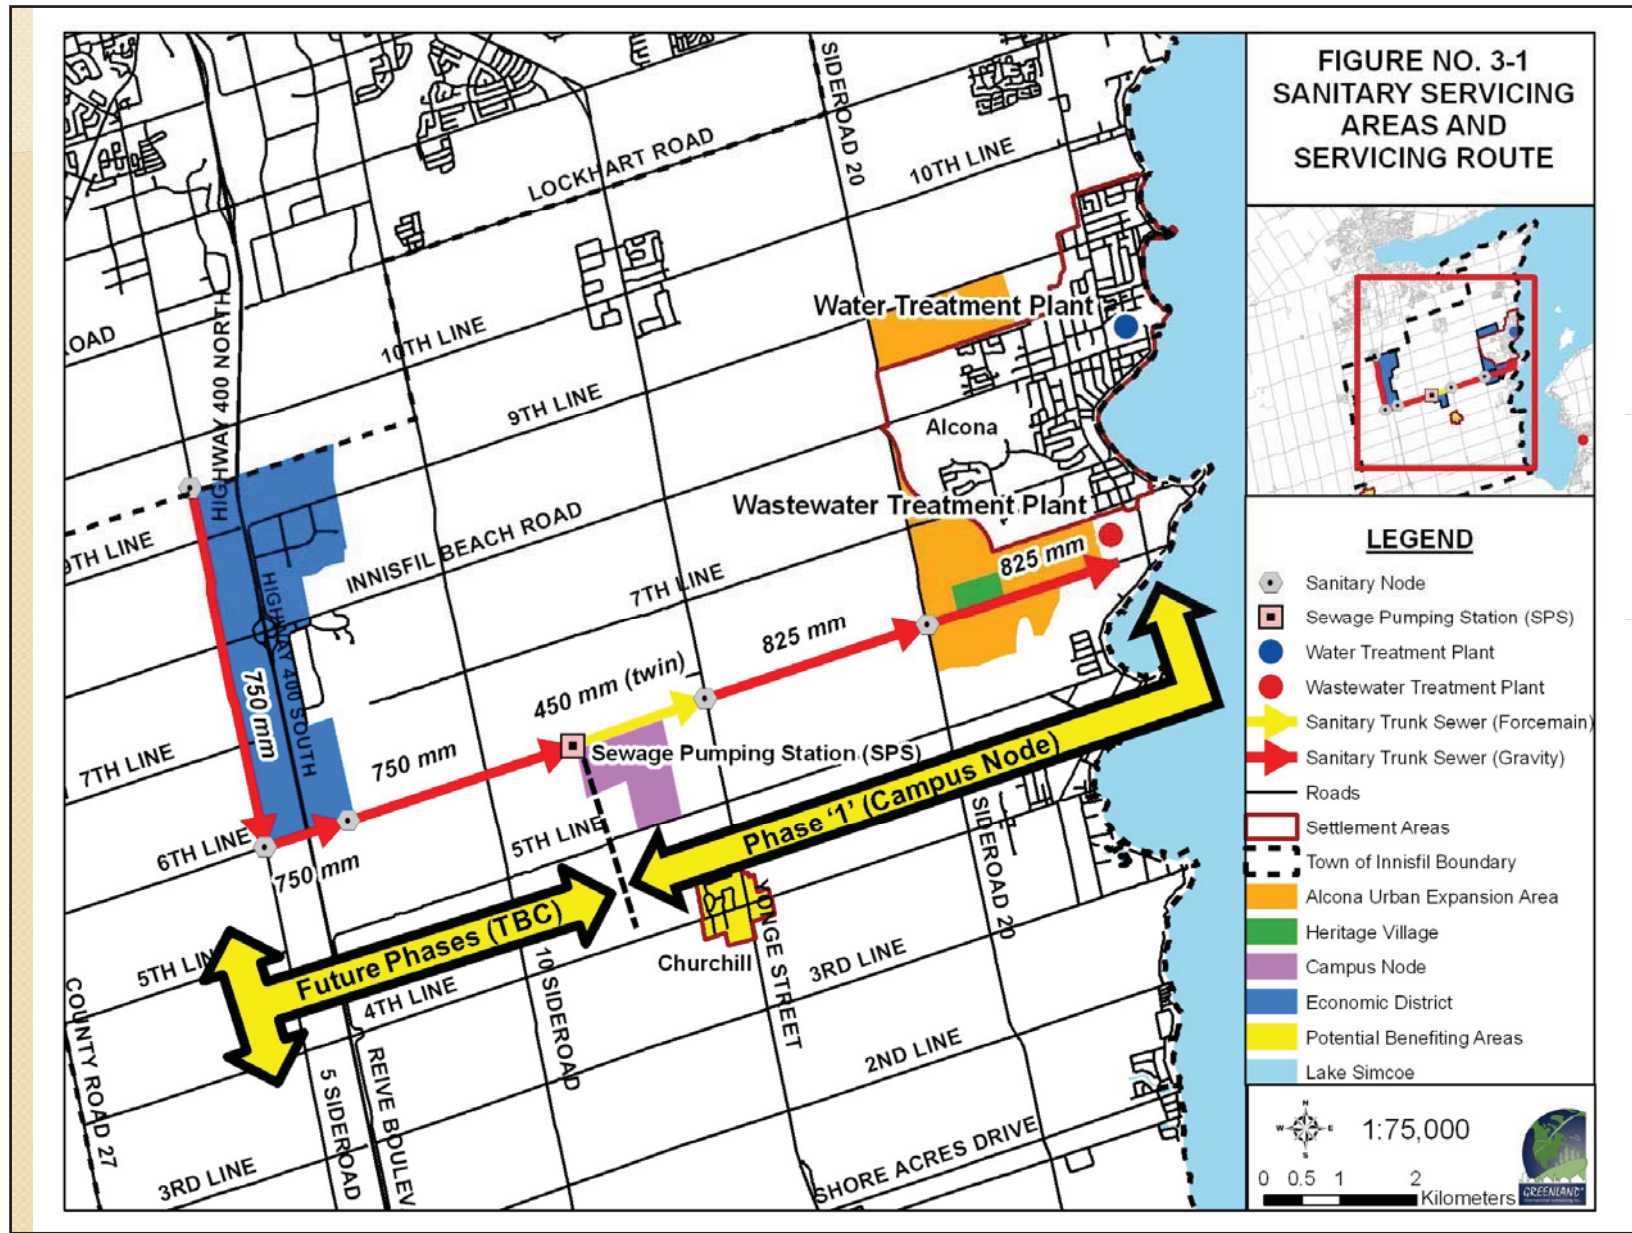 FIGURE NO. 3-1
SANITARY SERVICING
AREAS AND
SERVICING ROUTE
SIDEROAD 20
LOCKHART ROAD
10TH LINE
HIGHWAY 400 NORTH
ROAD
10TH LINE
Water Treatment Plant
9TH LINE
Alcona
Wastewater Treatment Plant
9TH LINE
INNISFIL BEACH ROAD
825 mm
HIGHWAY 400 SOUTH
7TH LINE
825 mm
750 mm
450 mm (twin)
7TH LINE
750 mm
Sewage Pumping Station (SPS)
6TH LINE
750 mm
5TH LINE
Phase ‘1’ (Campus Node)
SIDEROAD 20
Future Phases (TBC)
YONGE STREET
Churchill
5TH LIN
4TH LINE
3RD LINE
COUNTY ROAD 27
10 SIDEROAD
2ND LINE
5 SIDEROAD
REIVE BOULEV
3RD LINE
SHORE ACRES DRIVE
LEGEND
Sanitary Node
Sewage Pumping Station (SPS)
Water Treatment Plant
Wastewater Treatment Plant
Sanitary Trunk Sewer (Forcemain)
Sanitary Trunk Sewer (Gravity)
Roads
Settlement Areas
Town of Innisfil Boundary
Alcona Urban Expansion Area
Heritage Village
Campus Node
Economic District
Potential Benefiting Areas
Lake Simcoe
N
W E
S
1:75,000
0 0.5 1 2
Kilometers
GREENLAND